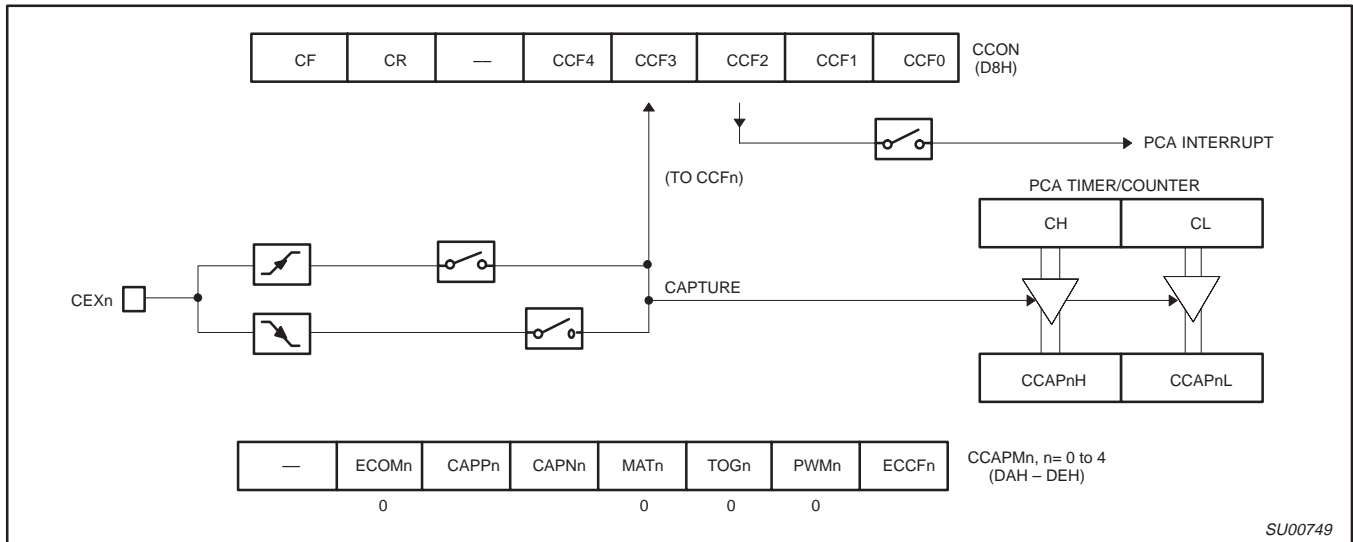 CF CR –– CCF4 CCF3 CCF2 CCF1 CCF0
CCON
(D8H)
PCA INTERRUPT
(TO CCFn)
PCA TIMER/COUNTER
CH CL
CEXn
CAPTURE
CCAPnH CCAPnL
— ECOMn CAPPn CAPNn MATn TOGn PWMn ECCFn
CCAPMn, n= 0 to 4
(DAH – DEH)
0 0 0 0
SU00749